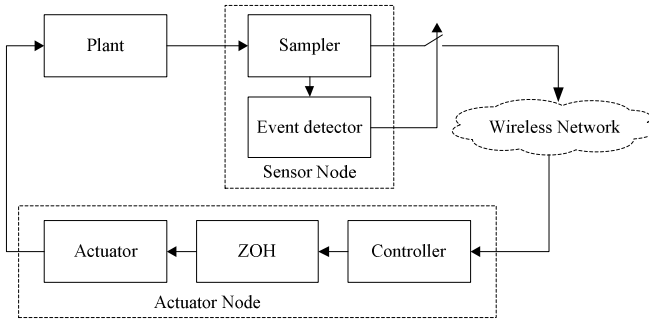 Plant
Sampler
Event detector
Sensor Node
Wireless Network
Actuator
ZOH
Controller
Actuator Node